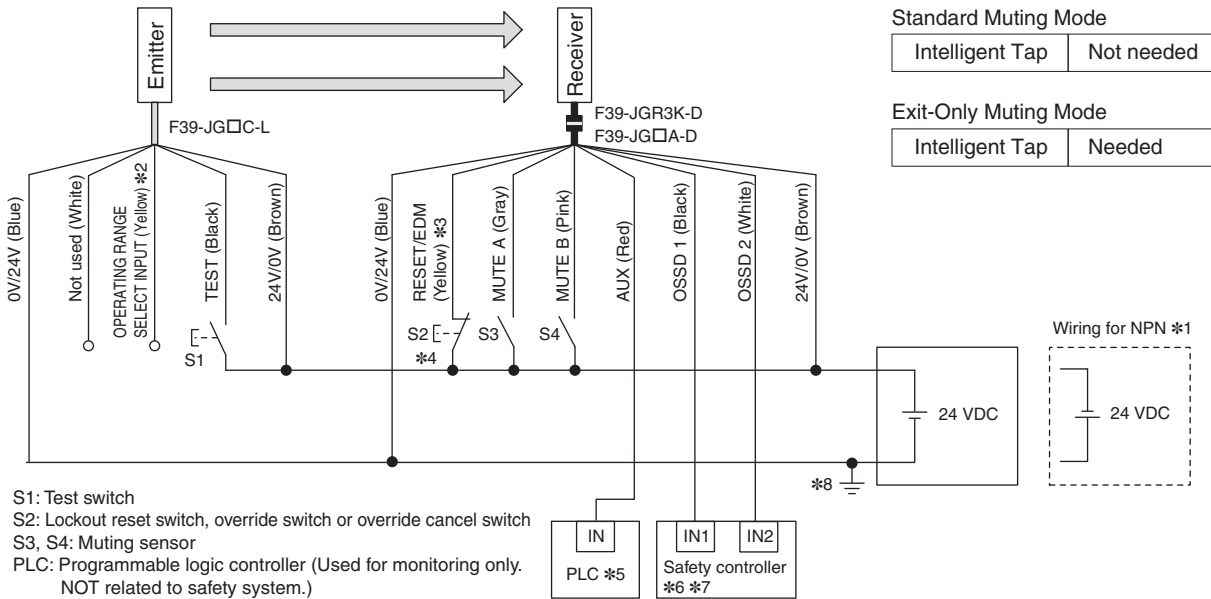 Standard Muting Mode
Intelligent Tap Not needed
Exit-Only Muting Mode
Intelligent Tap Needed
Emitter
Receiver
F39-JG□C-L
F39-JGR3K-D
F39-JG□A-D
0V/24V (Blue)
Not used (White)
OPERATING RANGE
SELECT INPUT (Yellow) *2
TEST (Black)
24V/0V (Brown)
0V/24V (Blue)
RESET/EDM
(Yellow) *3
MUTE A (Gray)
MUTE B (Pink)
AUX (Red)
OSSD 1 (Black)
OSSD 2 (White)
24V/0V (Brown)
S1
S2
*4
S3
S4
24 VDC
Wiring for NPN *1
24 VDC
*8
S1: Test switch
S2: Lockout reset switch, override switch or override cancel switch
S3, S4: Muting sensor
PLC: Programmable logic controller (Used for monitoring only.
NOT related to safety system.)
IN
PLC *5
IN1 IN2
Safety controller
*6 *7